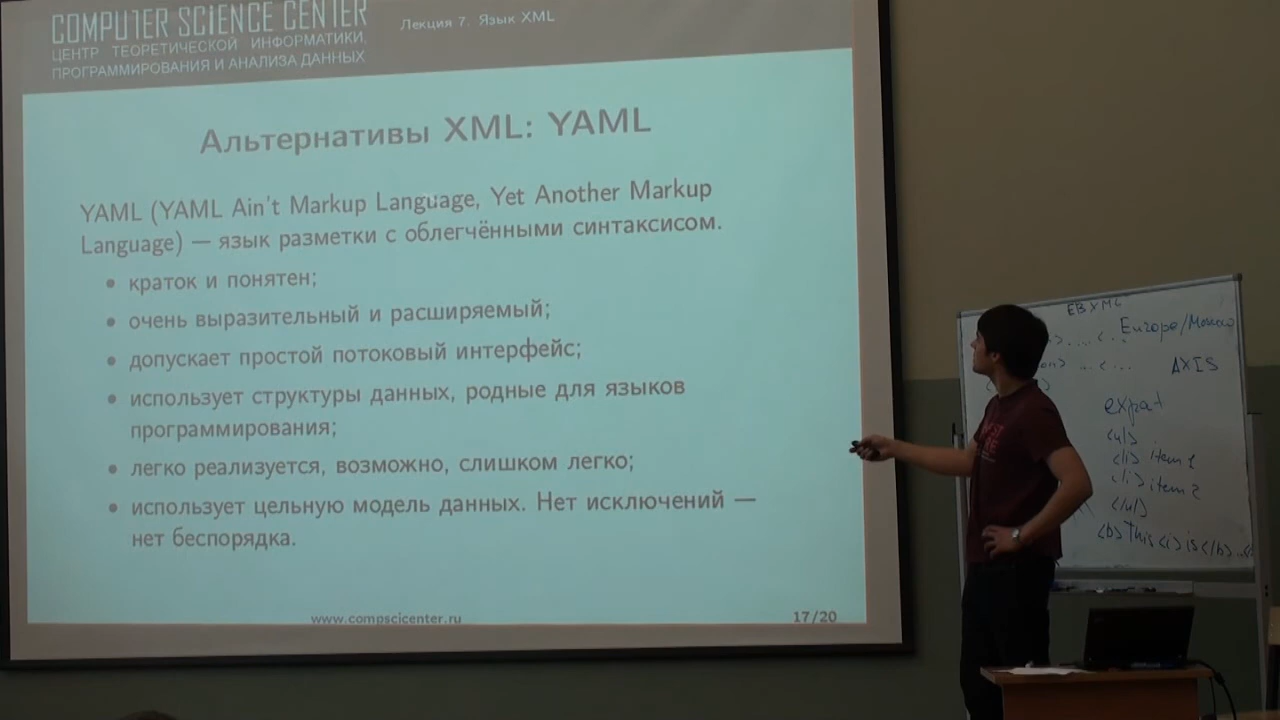 COMPUTER SCIENCE CENTER
ЦЕНТР ТЕОРЕТИЧЕСКОЙ ИНФОРМАТИКИ,
ПРОГРАММИРОВАНИЯ И АНАЛИЗА ДАННЫХ
Лекция 7. Язык XML
Альтернативы XML: YAML
YAML (YAML Ain't Markup Language, Yet Another Markup
Language) — язык разметки с облегчёнными синтаксисом.
• краток и понятен;
• очень выразительный и расширяемый;
• допускает простой потоковый интерфейс;
• использует структуры данных, родные для языков
программирования;
• легко реализуется, возможно, слишком легко;
• использует цельную модель данных. Нет исключений —
нет беспорядка.
www.compscicenter.ru
17/20
EBXML
Europe/
AXIS
expat
<ul>
<li> item 1
<li> item 2
</ul>
<b>This<i>is</b>...